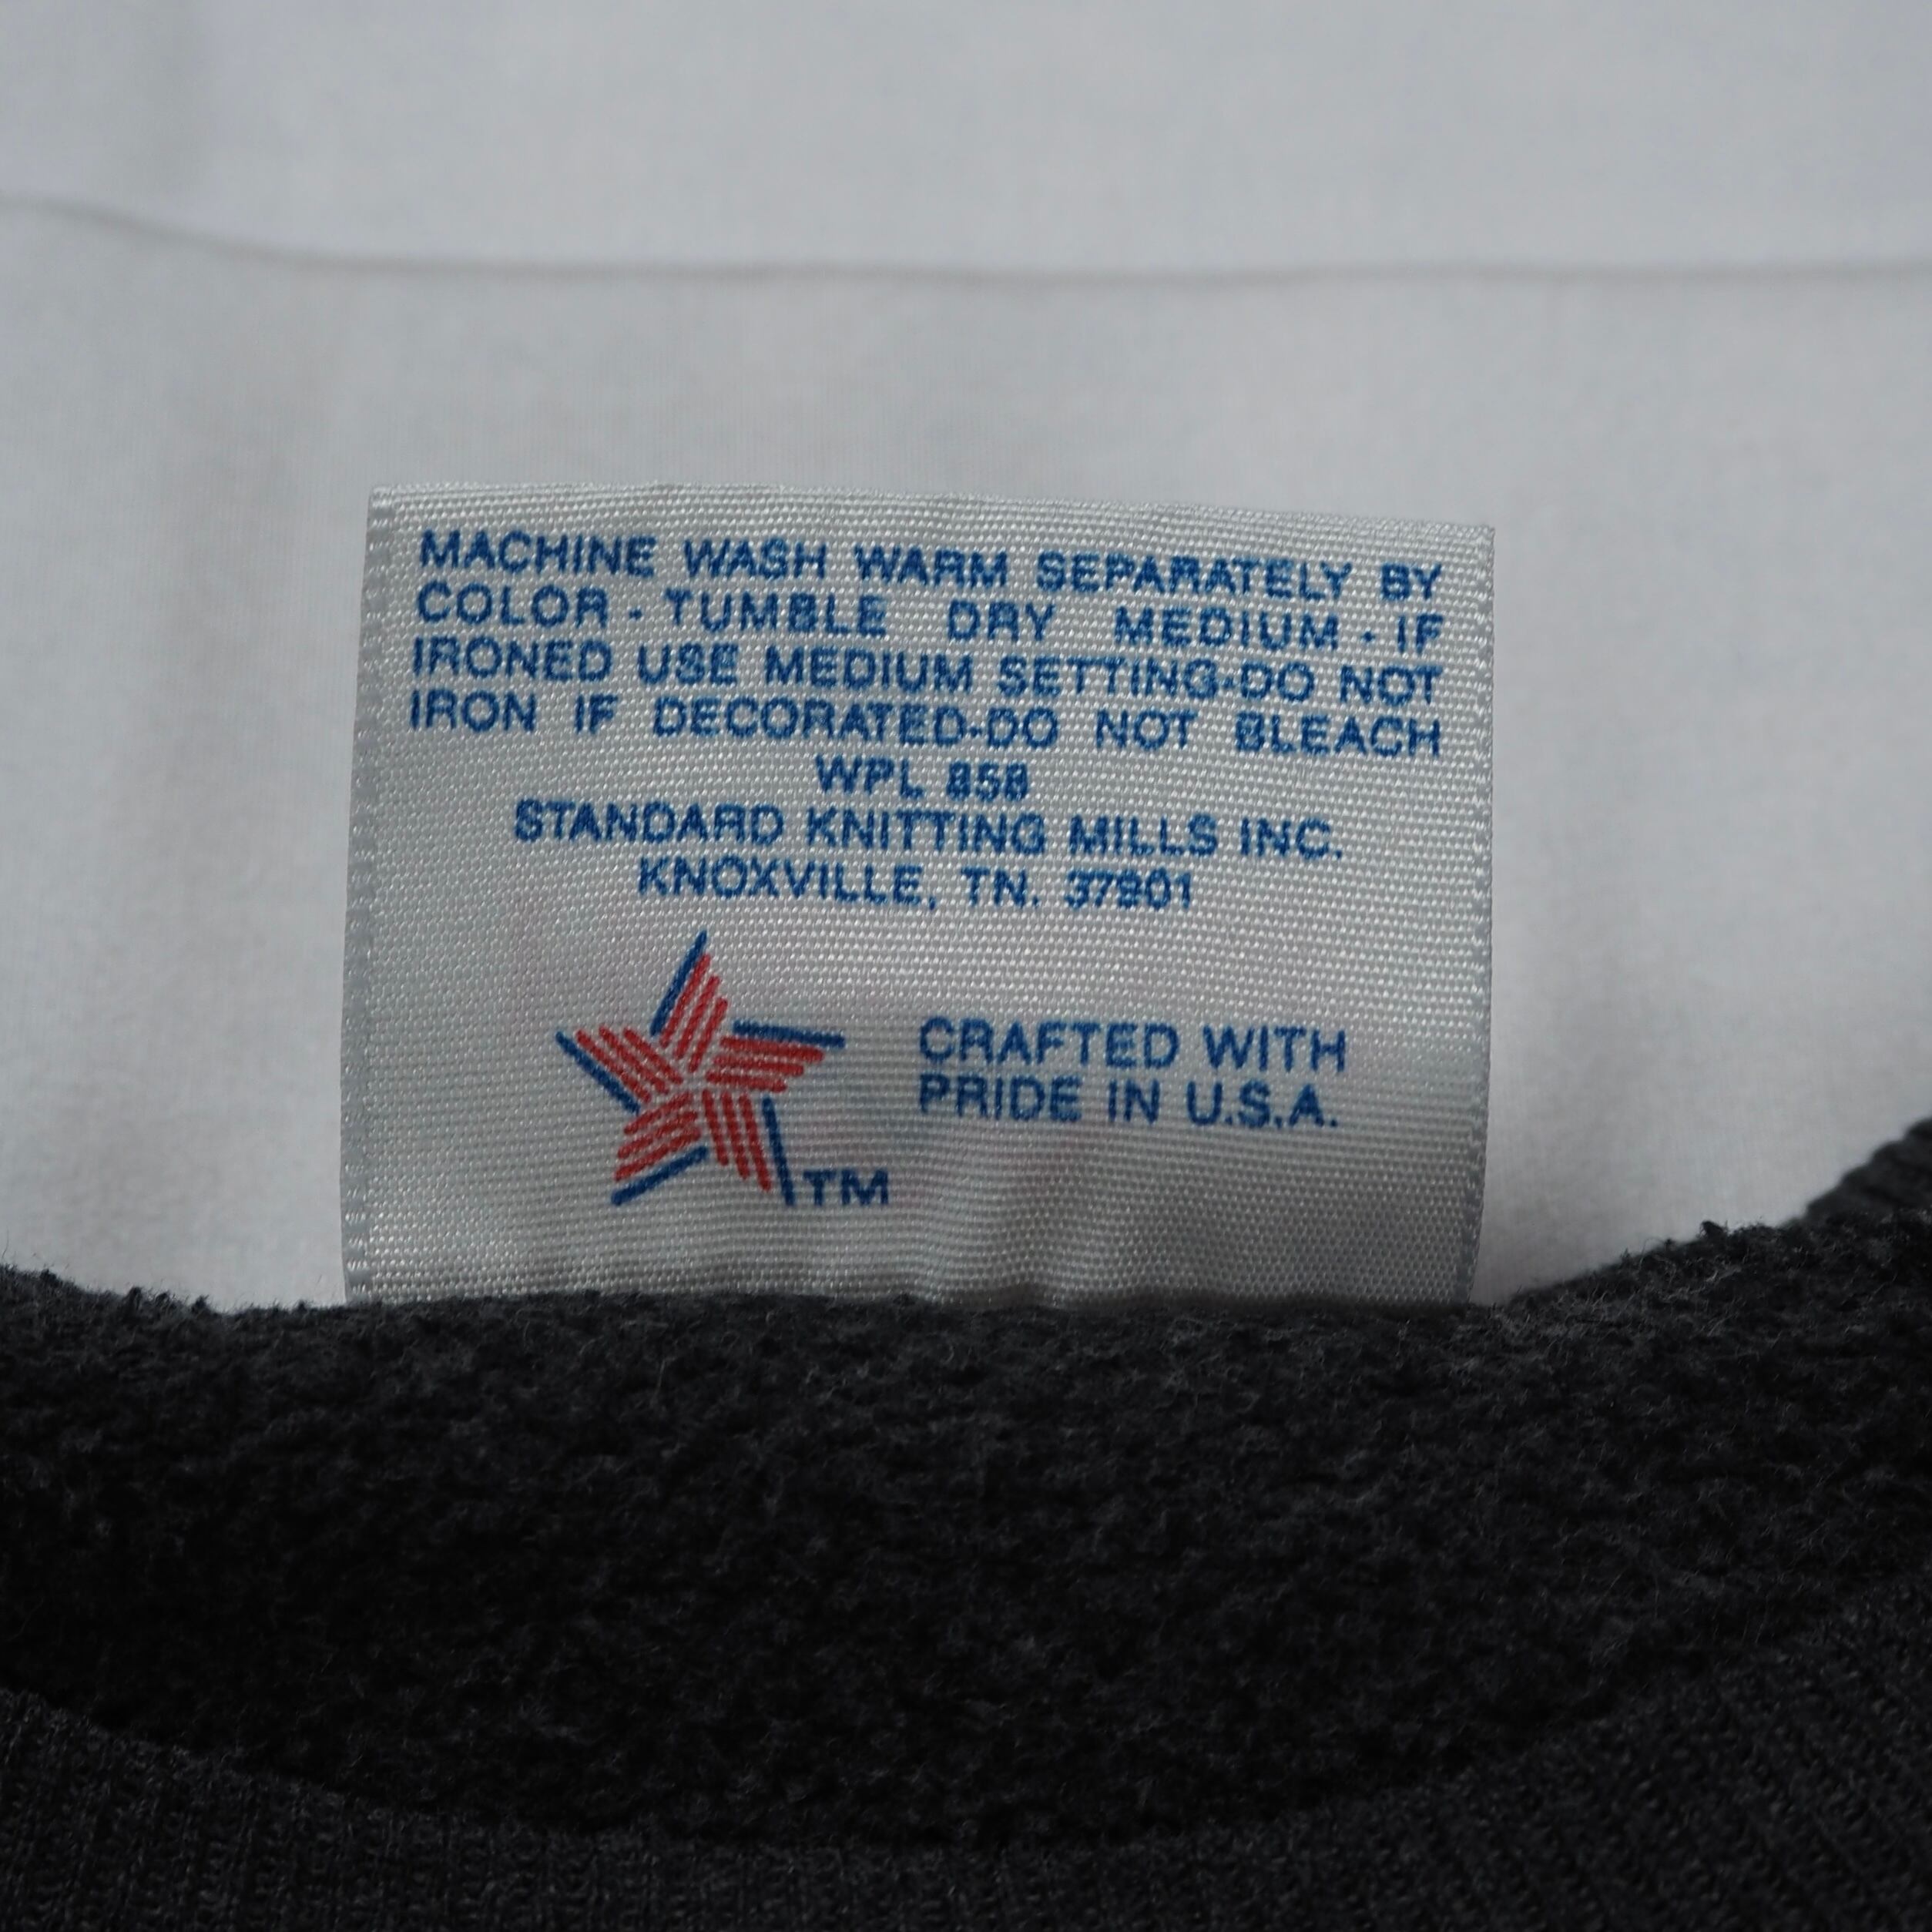 MACHINE WASH WARM SEPARATELY BY
COLOR - TUMBLE DRY MEDIUM - IF
IRONED USE MEDIUM SETTING-DO NOT
IRON IF DECORATED-DO NOT BLEACH
WPL 858
STANDARD KNITTING MILLS INC.
KNOXVILLE, TN. 37901
CRAFTED WITH
PRIDE IN U.S.A.
TM